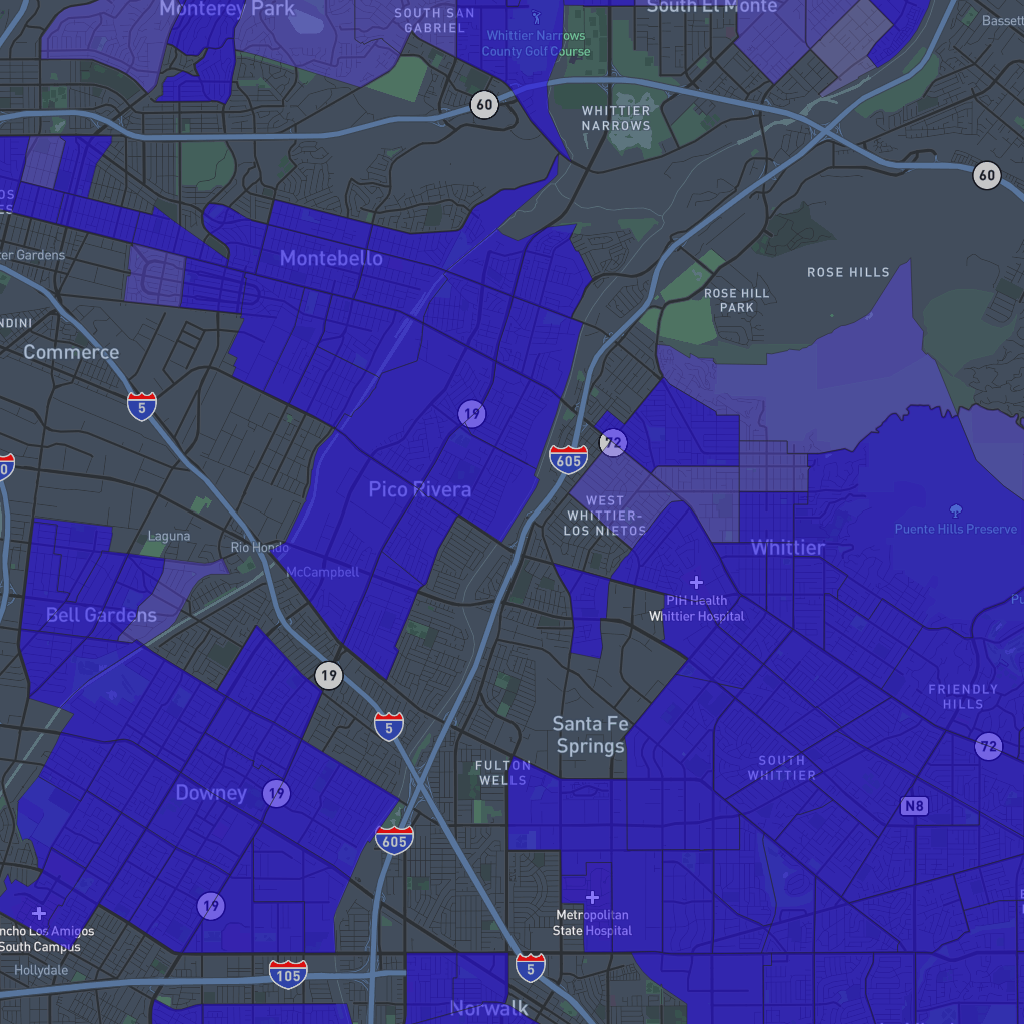 Monterey Park
SOUTH SAN
GABRIEL
South El Monte
Bassett
Whittier Narrows
County Golf Course
60
WHITTIER
NARROWS
60
OS
ES
Montebello
ter Gardens
ROSE HILLS
ROSE HILL
PARK
NDINI
Commerce
5
19
72
605
0
Pico Rivera
WEST
WHITTIER-
LOS NIETOS
Puente Hills Preserve
Laguna
Rio Hondo
Whittier
McCampbell
PIH Health
Whittier Hospital
Pu
Bell Gardens
19
FRIENDLY
HILLS
5
Santa Fe
Springs
72
SOUTH
WHITTIER
FULTON
WELLS
Downey
19
N8
605
19
Metropolitan
State Hospital
ncho Los Amigos
South Campus
Hollydale
105
5
Norwalk